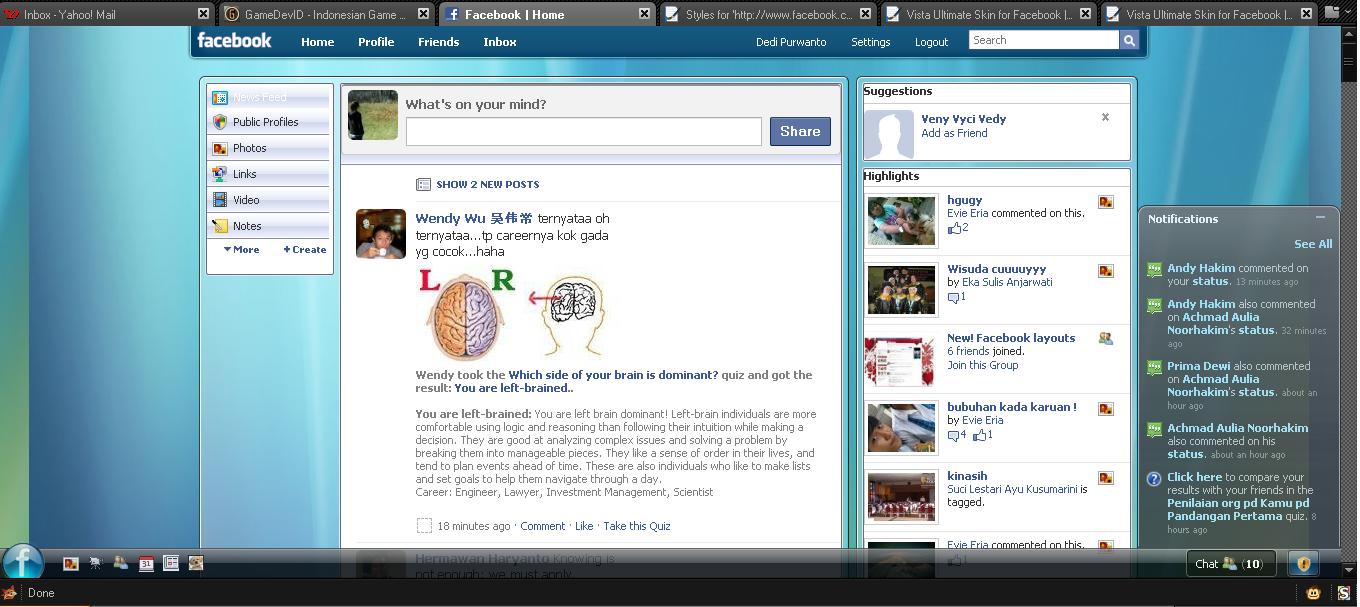 Inbox - Yahoo! Mail
GameDevID - Indonesian Game ...
Facebook | Home
Styles for 'http://www.facebook.c...
Vista Ultimate Skin for Facebook |...
Vista Ultimate Skin for Facebook |...
facebook Home Profile Friends Inbox
Dedi Purwanto Settings Logout Search
News Feed
Public Profiles
Photos
Links
Video
Notes
More + Create
What's on your mind?
Share
SHOW 2 NEW POSTS
Wendy Wu 吴伟常 ternyataa oh
ternyataa...tp careernya kok gada
yg cocok...haha
L R
Wendy took the Which side of your brain is dominant? quiz and got the
result: You are left-brained..
You are left-brained: You are left brain dominant! Left-brain individuals are more
comfortable using logic and reasoning than following their intuition while making a
decision. They are good at analyzing complex issues and solving a problem by
breaking them into manageable pieces. They like a sense of order in their lives, and
tend to plan events ahead of time. These are also individuals who like to make lists
and set goals to help them navigate through a day.
Career: Engineer, Lawyer, Investment Management, Scientist
18 minutes ago · Comment · Like · Take this Quiz
Hermawan Haryanto Knowing is
not enough; we must apply.
Suggestions
Veny Vyci Vedy
Add as Friend
Highlights
hgugy
Evie Eria commented on this.
2
Wisuda cuuuuyyy
by Eka Sulis Anjarwati
1
New! Facebook layouts
6 friends joined.
Join this Group
bubuhan kada karuan !
by Evie Eria
4 1
kinasih
Suci Lestari Ayu Kusumarini is
tagged.
Evie Eria commented on this.
1
Notifications
See All
Andy Hakim commented on
your status. 13 minutes ago
Andy Hakim also commented
on Achmad Aulia
Noorhakim's status. 32 minutes
ago
Prima Dewi also commented
on Achmad Aulia
Noorhakim's status. about an
hour ago
Achmad Aulia Noorhakim
also commented on his
status. about an hour ago
Click here to compare your
results with your friends in the
Penilaian org pd Kamu pd
Pandangan Pertama quiz. 8
hours ago
f
31
Chat (10)
Done
S